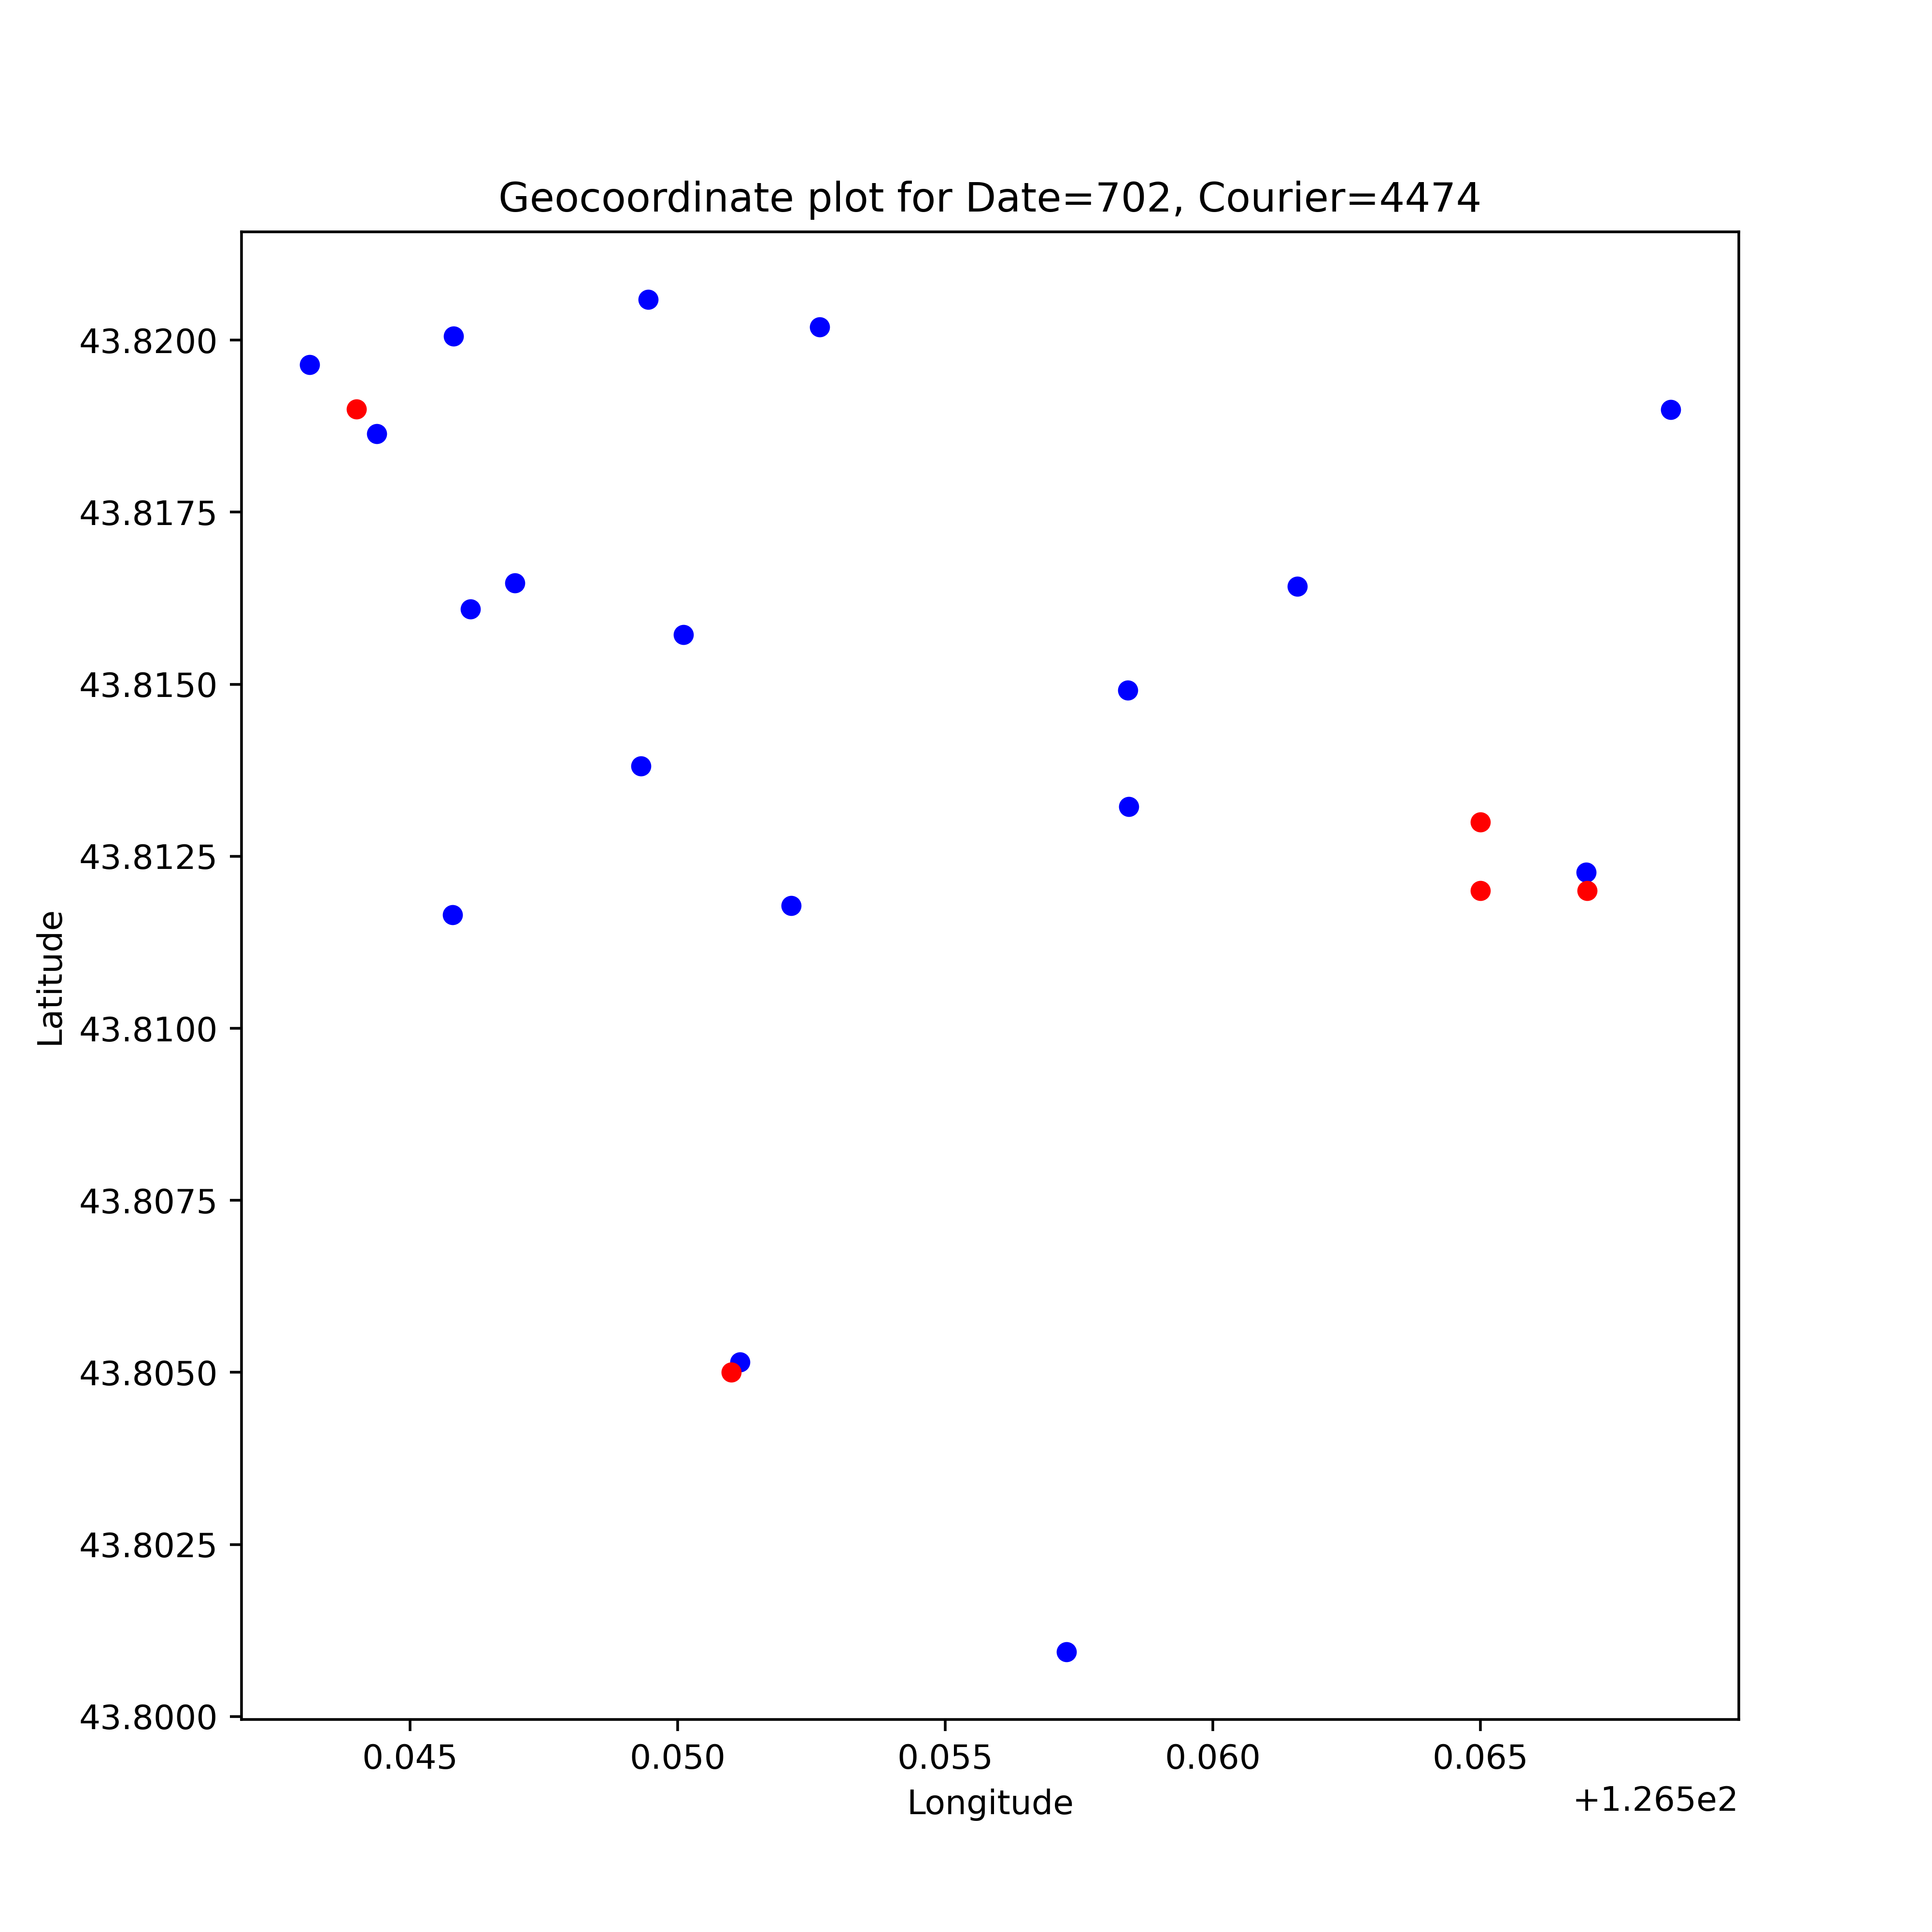 Geocoordinate plot for Date=702, Courier=4474
43.8200
43.8175
43.8150
43.8125
43.8100
43.8075
43.8050
43.8025
43.8000
Latitude
0.045 0.050 0.055 0.060 0.065
Longitude
+1.265e2